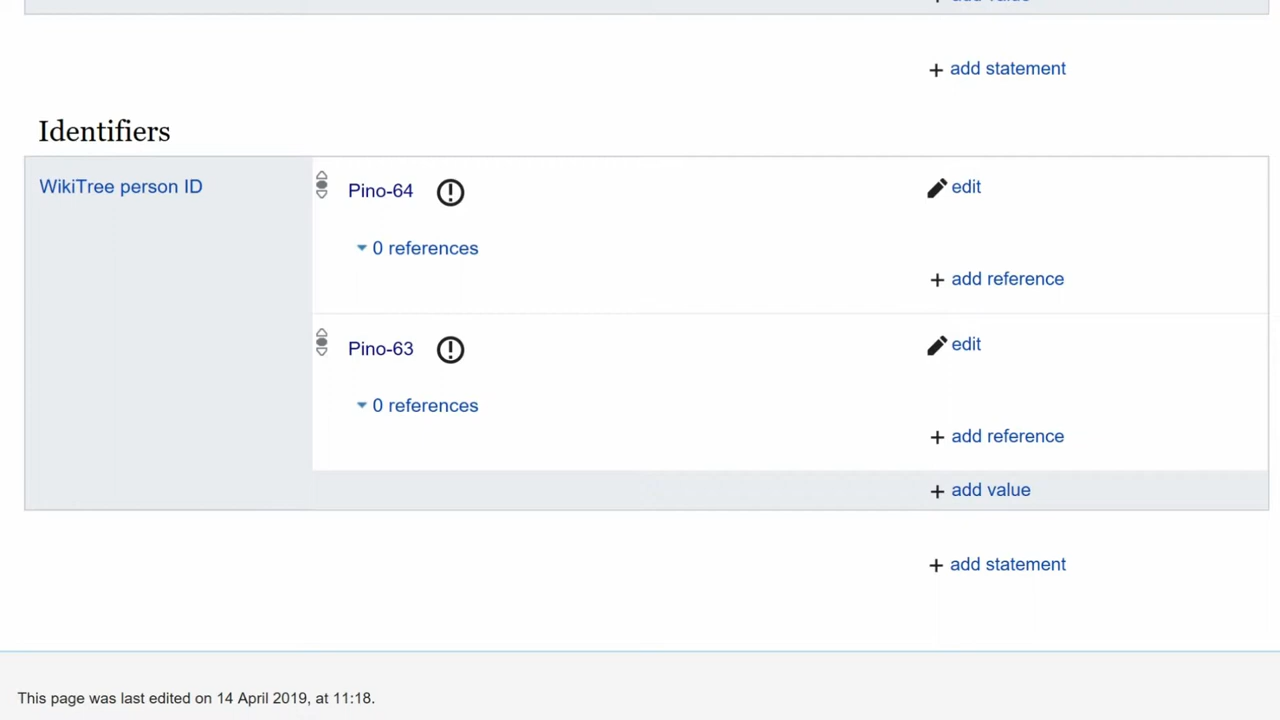 add value
+ add statement
Identifiers
WikiTree person ID
Pino-64
edit
0 references
+ add reference
Pino-63
edit
0 references
+ add reference
+ add value
+ add statement
This page was last edited on 14 April 2019, at 11:18.